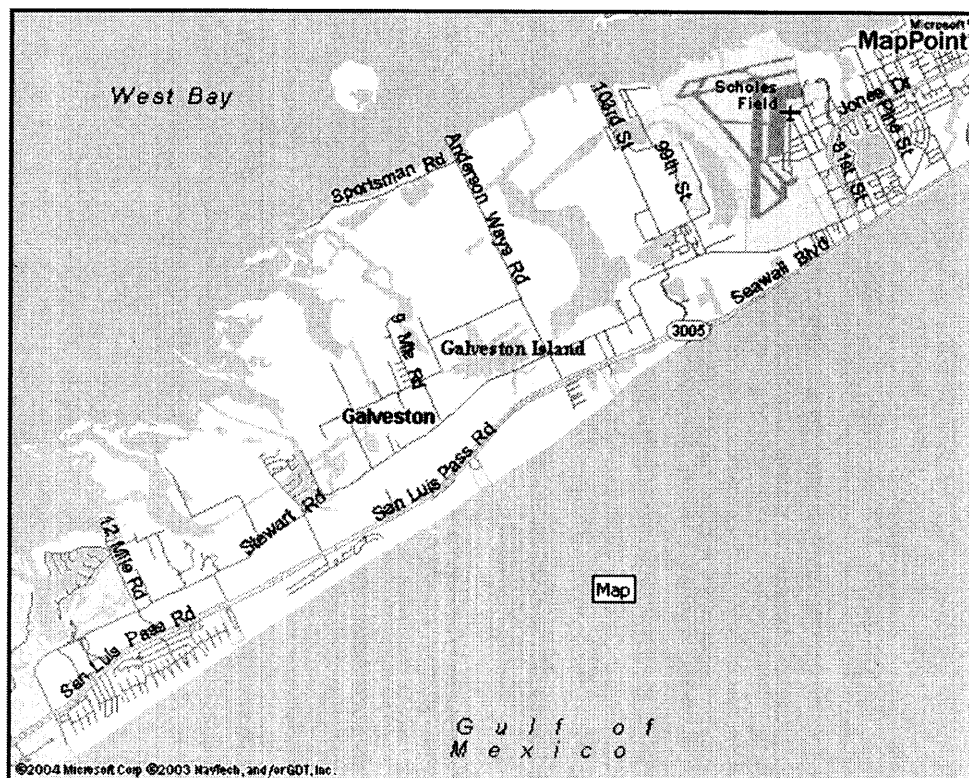 Microsoft
MapPoint
West Bay
Scholes
Field
Jones Dr
Pine St
81st St
103rd St
99th St
Sportsman Rd
Anderson Ways Rd
Seawall Blvd
3005
9 Mile Rd
Galveston Island
Galveston
San Luis Pass Rd
Stewart Rd
12 Mile Rd
Map
San Luis Pass Rd
Gulf of
Mexico
©2004 Microsoft Corp ©2003 NavTech, and/or GDT, Inc.